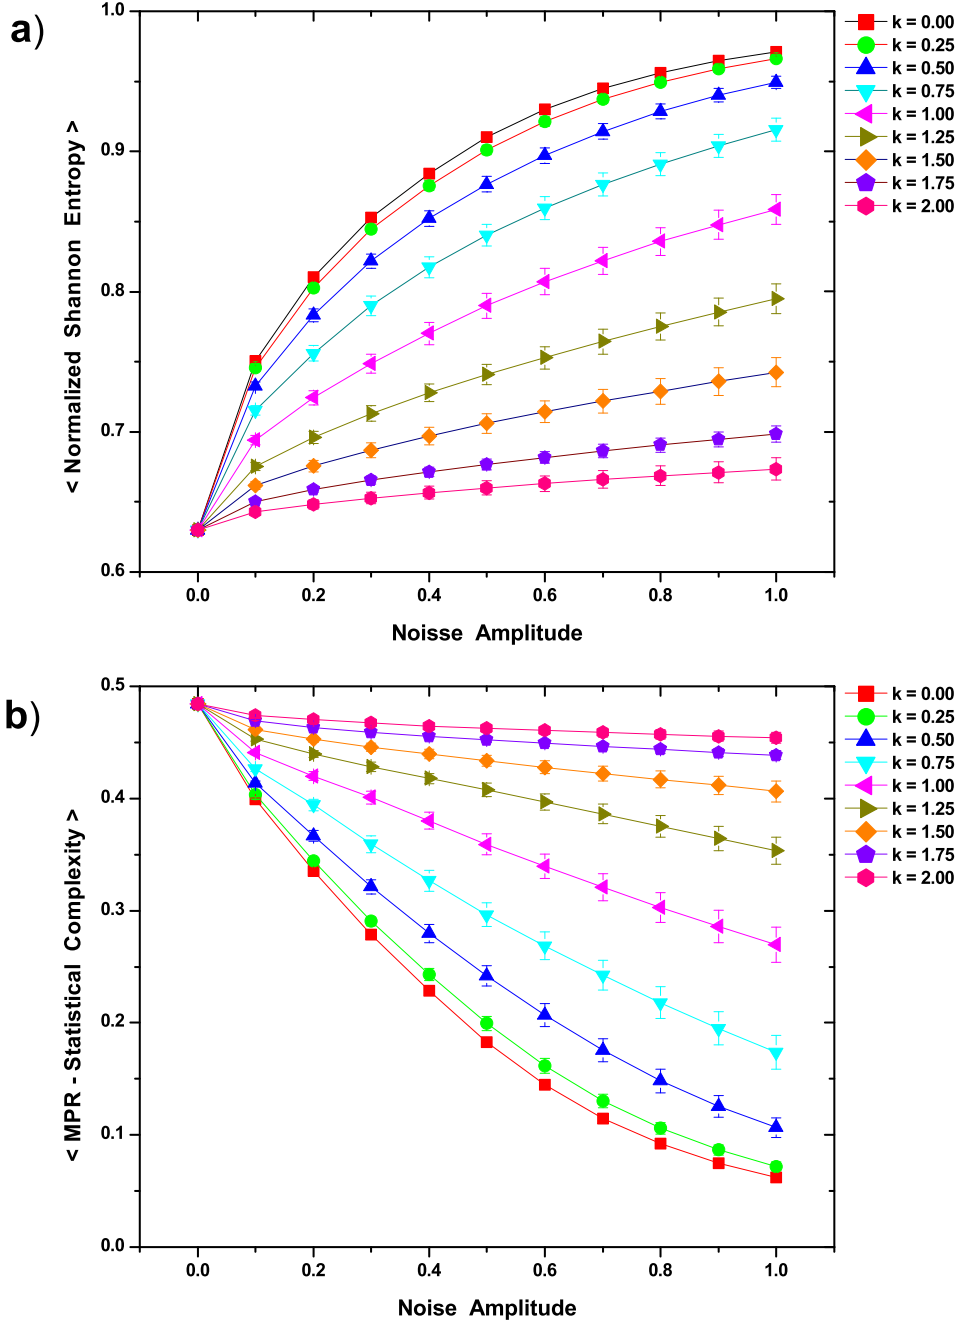 a)
< Normalized Shannon Entropy >
1.0
0.9
0.8
0.7
0.6
0.0 0.2 0.4 0.6 0.8 1.0
Noisse Amplitude
k = 0.00
k = 0.25
k = 0.50
k = 0.75
k = 1.00
k = 1.25
k = 1.50
k = 1.75
k = 2.00
b)
< MPR - Statistical Complexity >
0.5
0.4
0.3
0.2
0.1
0.0
0.0 0.2 0.4 0.6 0.8 1.0
Noise Amplitude
k = 0.00
k = 0.25
k = 0.50
k = 0.75
k = 1.00
k = 1.25
k = 1.50
k = 1.75
k = 2.00